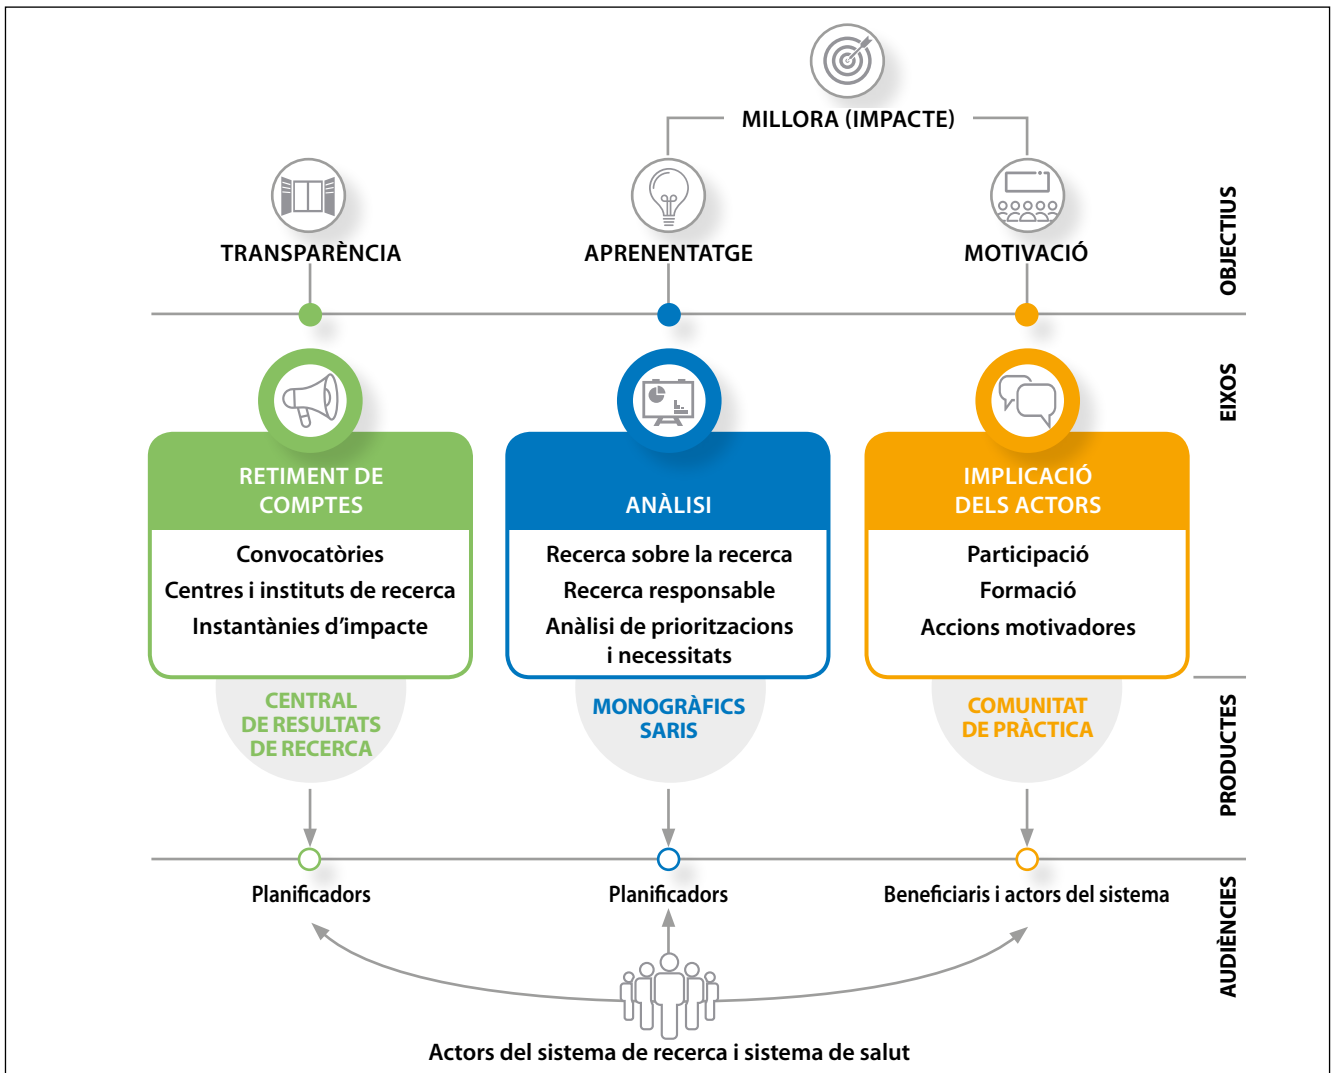 MILLORA (IMPACTE)
TRANSPARÈNCIA
APRENENTATGE
MOTIVACIÓ
OBJECTIUS
EIXOS
RETIMENT DE
COMPTES
Convocatòries
Centres i instituts de recerca
Instantànies d’impacte
CENTRAL
DE RESULTATS
DE RECERCA
ANÀLISI
Recerca sobre la recerca
Recerca responsable
Anàlisi de prioritzacions
i necessitats
MONOGRÀFICS
SARIS
IMPLICACIÓ
DELS ACTORS
Participació
Formació
Accions motivadores
COMUNITAT
DE PRÀCTICA
PRODUCTES
Planificadors
Planificadors
Beneficiaris i actors del sistema
AUDIÈNCIES
Actors del sistema de recerca i sistema de salut